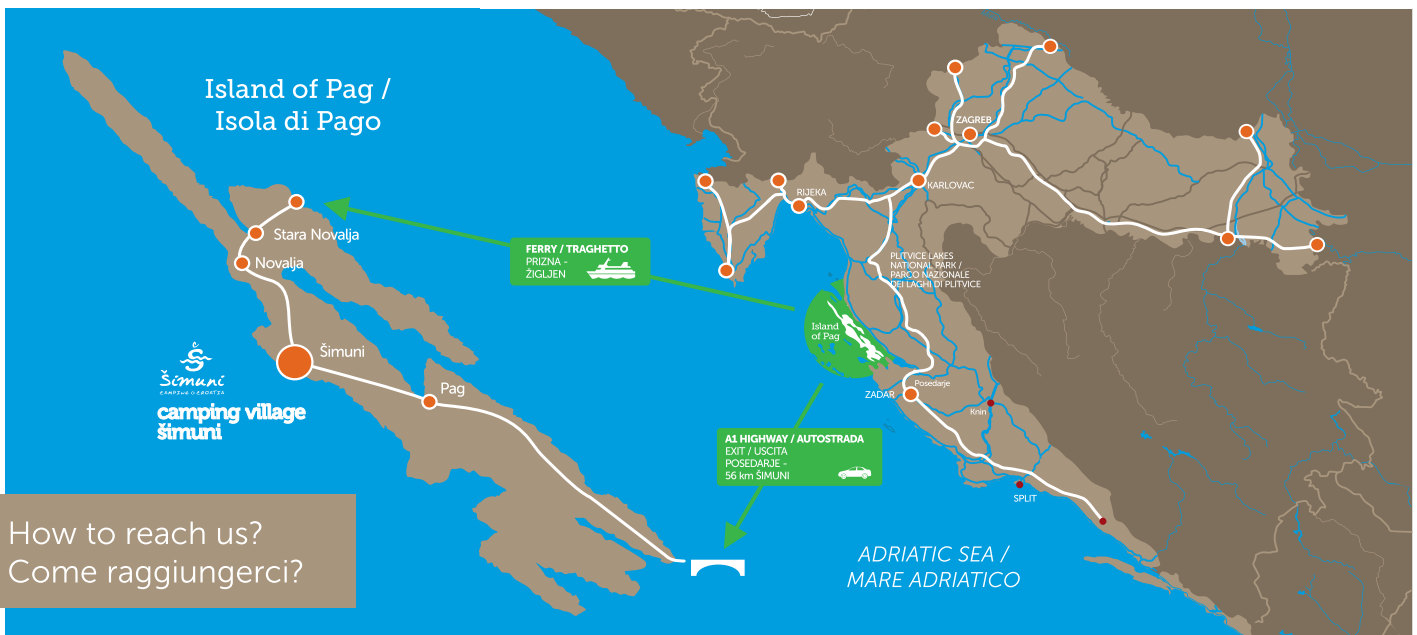 Island of Pag /
Isola di Pago
Stara Novalja
Novalja
Šimuni
Pag
Šimuni
CAMPING CROATIA
camping village
šimuni
How to reach us?
Come raggiungerci?
FERRY / TRAGHETTO
PRIZNA -
ŽIGLJEN
A1 HIGHWAY / AUTOSTRADA
EXIT / USCITA
POSEDARJE -
56 km ŠIMUNI
Island
of Pag
ZAGREB
KARLOVAC
RIJEKA
PLITVICE LAKES
NATIONAL PARK /
PARCO NAZIONALE
DEI LAGHI DI PLITVICE
Posedarje
ZADAR
Knin
SPLIT
ADRIATIC SEA /
MARE ADRIATICO